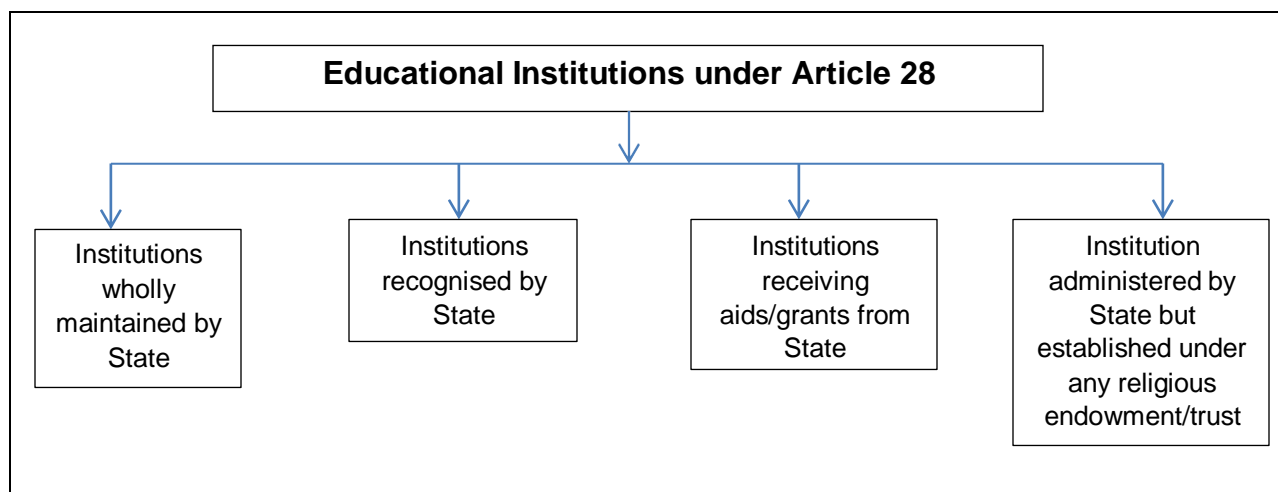 Educational Institutions under Article 28
Institutions
wholly
maintained by
State
Institutions
recognised by
State
Institutions
receiving
aids/grants from
State
Institution
administered by
State but
established under
any religious
endowment/trust